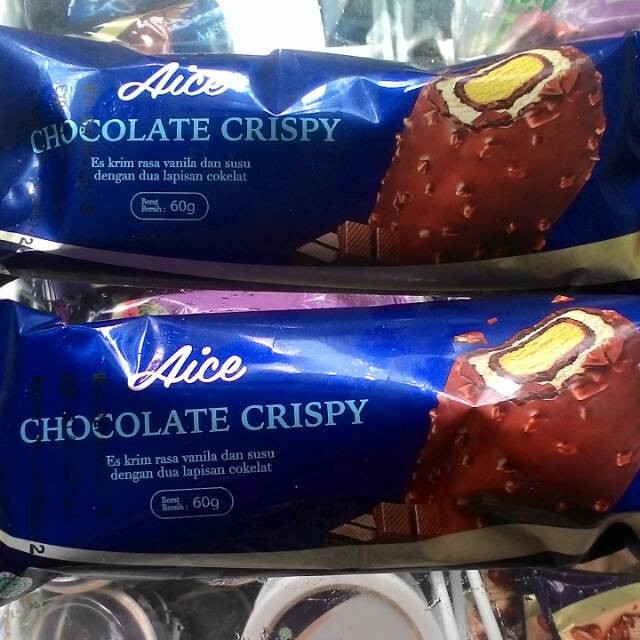 Aice
CHOCOLATE CRISPY
Es krim rasa vanila dan susu
dengan dua lapisan cokelat
Berat
Bersih : 60g
Aice
CHOCOLATE CRISPY
Es krim rasa vanila dan susu
dengan dua lapisan cokelat
Berat
Bersih : 60g